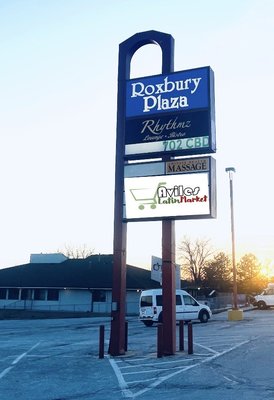 Roxbury
Plaza
Rhythmz
Lounge - Bistro
702 CBD
MASSAGE
Aviles
Latin Market